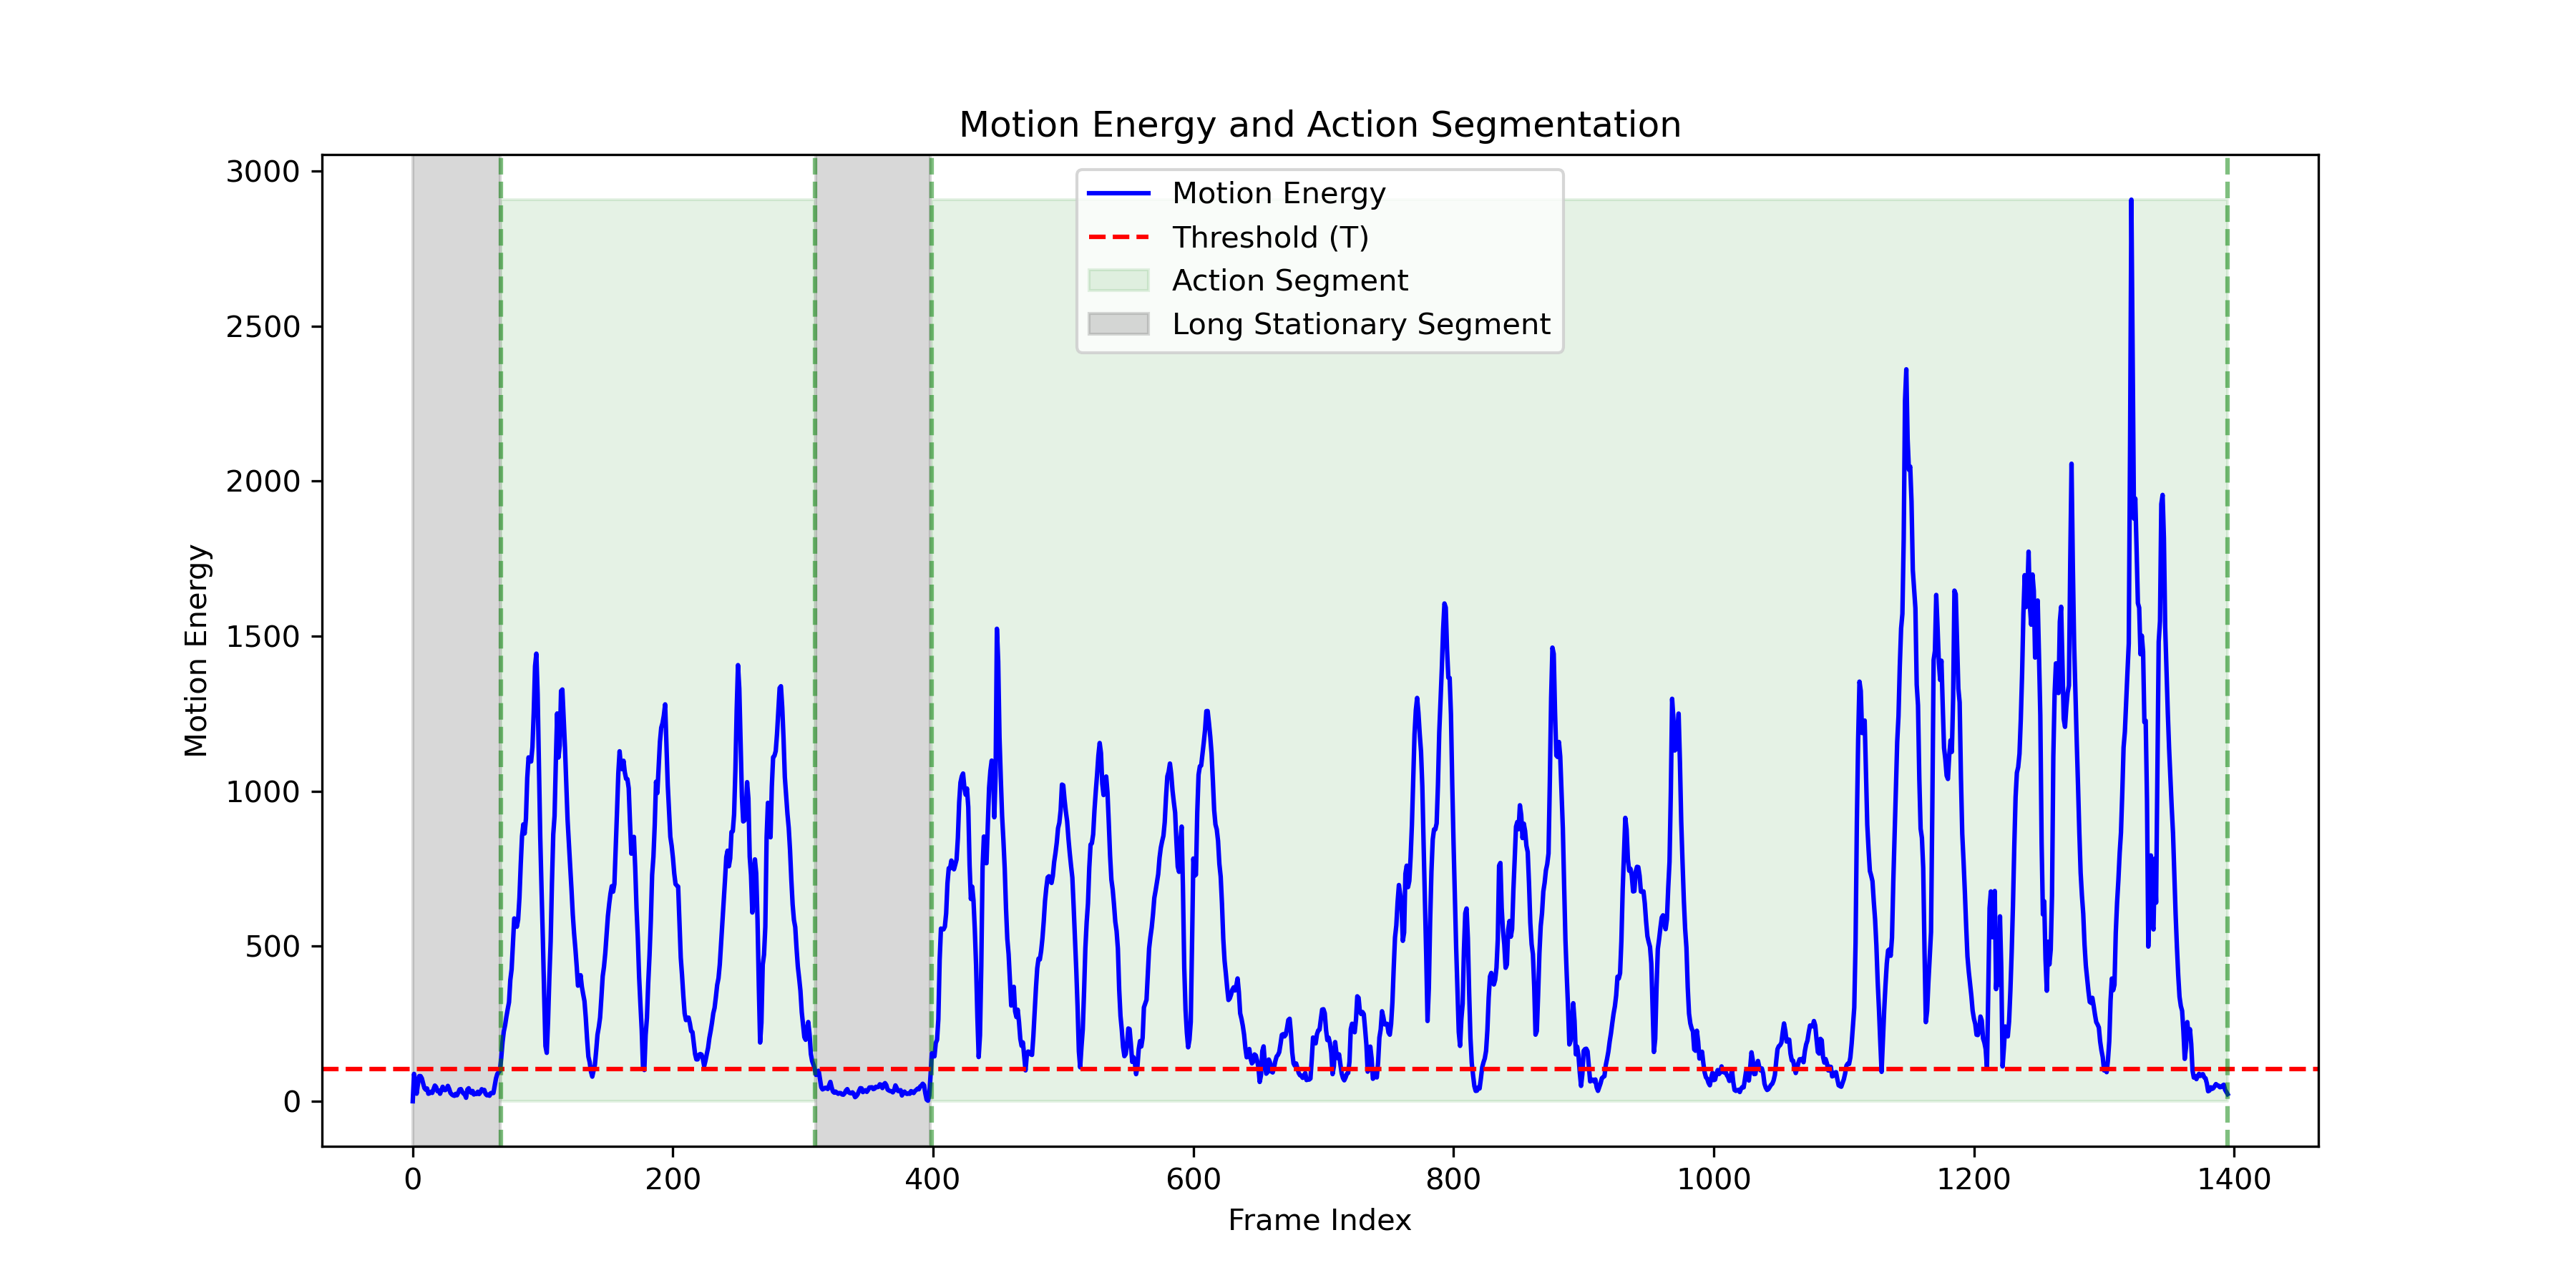 Motion Energy and Action Segmentation
3000
2500
2000
1500
1000
500
0
Motion Energy
Motion Energy
Threshold (T)
Action Segment
Long Stationary Segment
0 200 400 600 800 1000 1200 1400
Frame Index